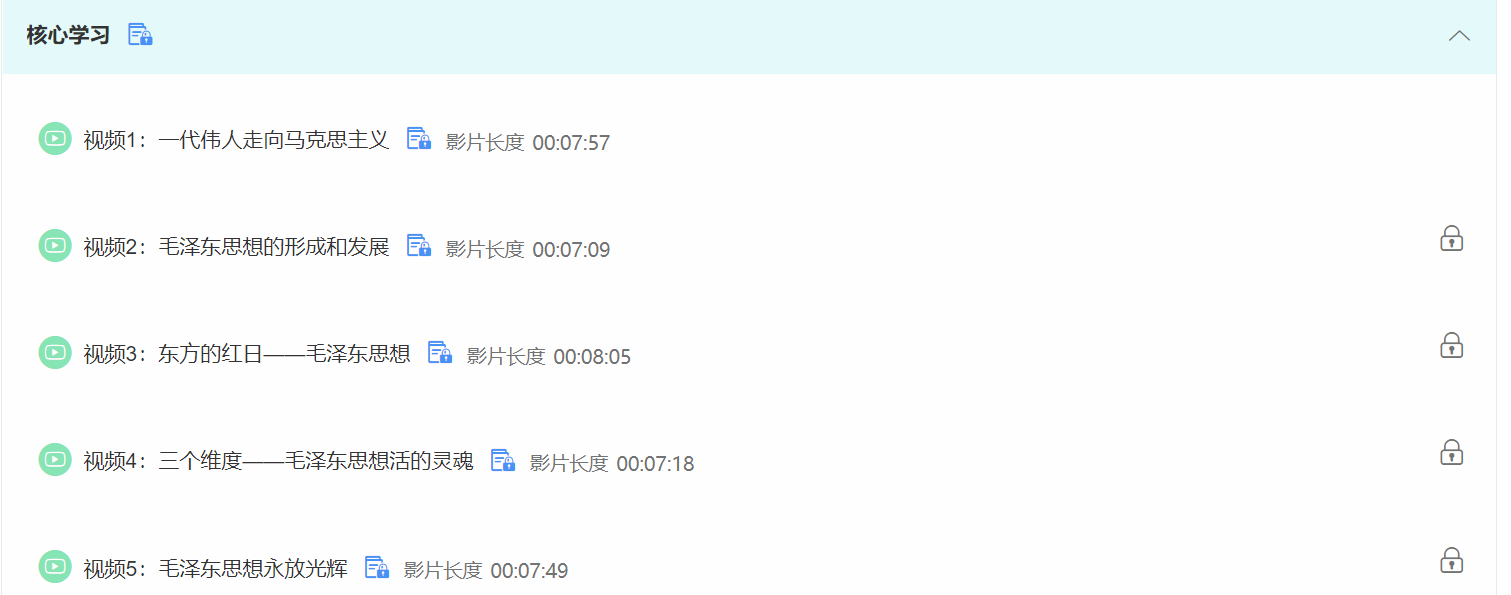 核心学习
视频1：一代伟人走向马克思主义 影片长度 00:07:57
视频2：毛泽东思想的形成和发展 影片长度 00:07:09
视频3：东方的红日——毛泽东思想 影片长度 00:08:05
视频4：三个维度——毛泽东思想活的灵魂 影片长度 00:07:18
视频5：毛泽东思想永放光辉 影片长度 00:07:49